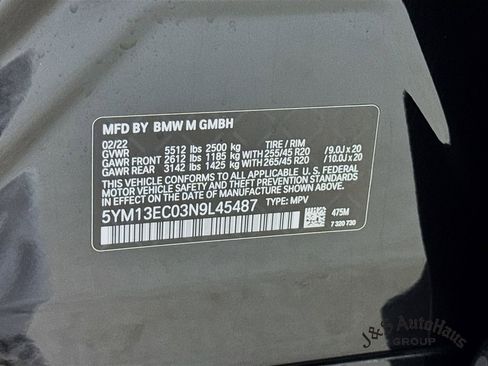 MFD BY BMW M GMBH
02/22
GVWR 5512 lbs 2500 kg TIRE / RIM
GAWR FRONT 2612 lbs 1185 kg WITH 265/45 R20 /9.0J x 20
GAWR REAR 3142 lbs 1425 kg WITH 265/45 R20 /10.0J x 20
THIS VEHICLE CONFORMS TO ALL APPLICABLE U.S. FEDERAL
MOTOR VEHICLE SAFETY, BUMPER, AND THEFT PREVENTION
STANDARDS IN EFFECT ON THE DATE OF MANUFACTURE SHOWN ABOVE.
5YM13EC03N9L45487 TYPE: MPV
475M
7 320 730
J&S AutoHaus
GROUP